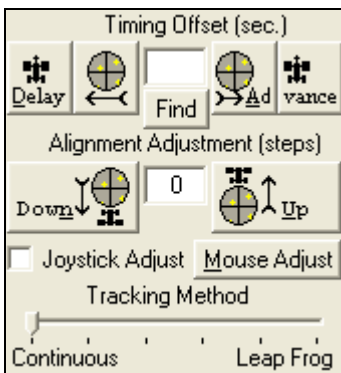 Timing Offset (sec.)
Delay Find Ad vance
Alignment Adjustment (steps)
Down 0 Up
Joystick Adjust Mouse Adjust
Tracking Method
Continuous Leap Frog